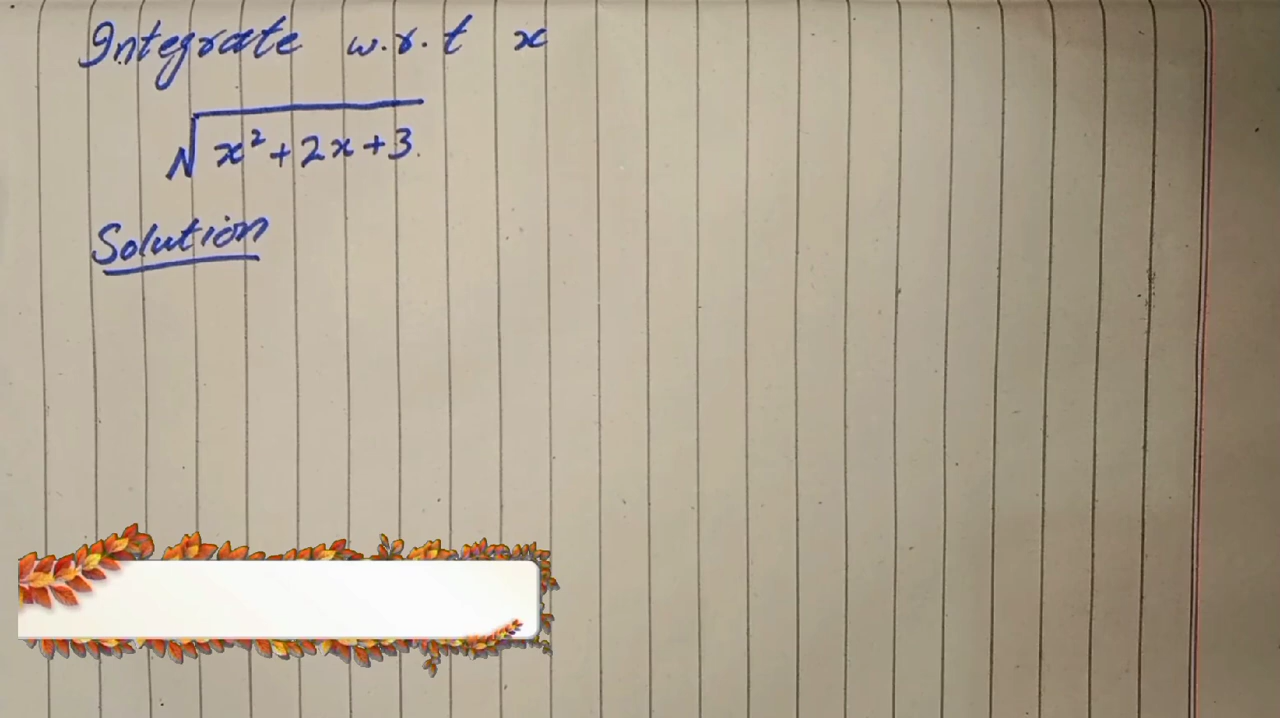 Integrate w.r.t x
√x²+2x+3
Solution